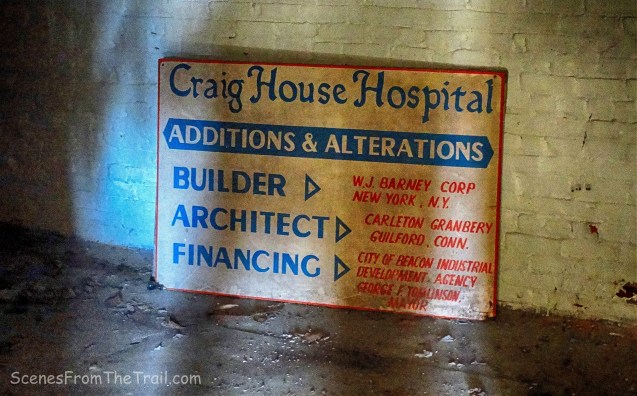 Craig House Hospital
ADDITIONS & ALTERATIONS
BUILDER
W.J. BARNEY CORP
NEW YORK, N.Y.
ARCHITECT
CARLETON GRANBERY
GUILFORD, CONN.
FINANCING
CITY OF BEACON INDUSTRIAL
DEVELOPMENT AGENCY
GEORGE F. TOMLINSON,
MAYOR
ScenesFromTheTrail.com